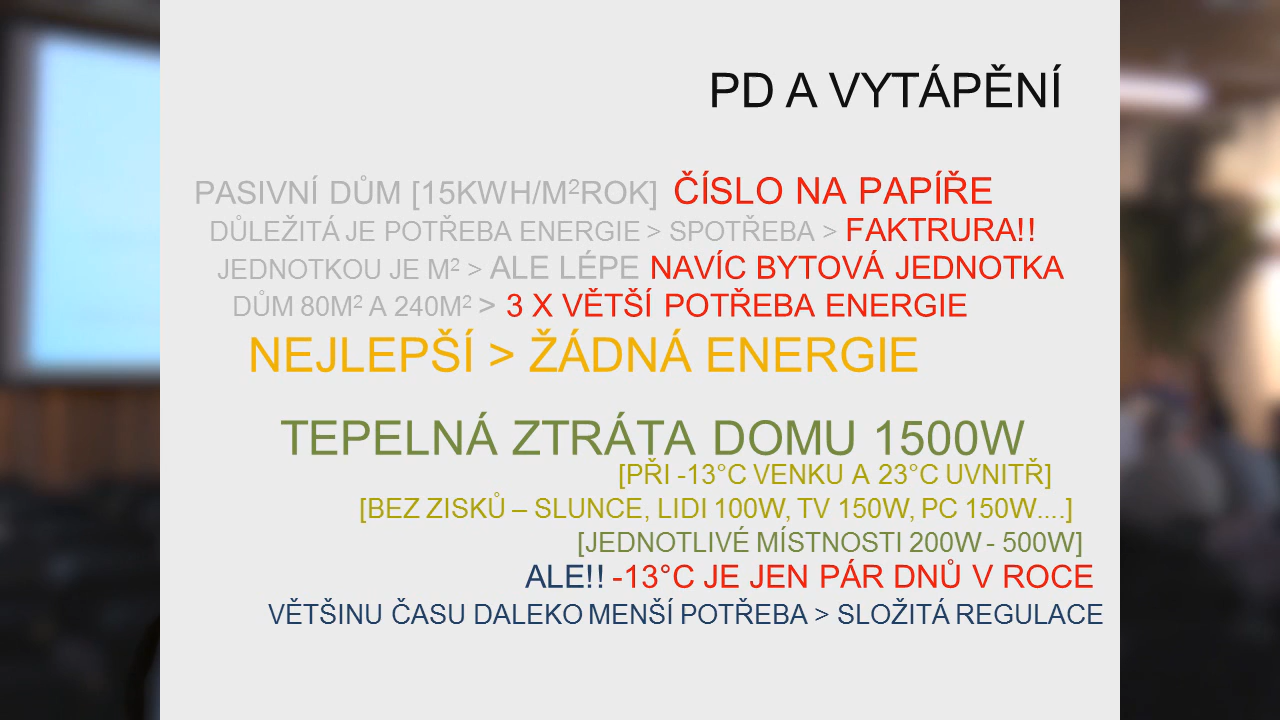 PD A VYTÁPĚNÍ
PASIVNÍ DŮM [15KWH/M²ROK] ČÍSLO NA PAPÍŘE
DŮLEŽITÁ JE POTŘEBA ENERGIE > SPOTŘEBA > FAKTRURA!!
JEDNOTKOU JE M² > ALE LÉPE NAVÍC BYTOVÁ JEDNOTKA
DŮM 80M² A 240M² > 3 X VĚTŠÍ POTŘEBA ENERGIE
NEJLEPŠÍ > ŽÁDNÁ ENERGIE
TEPELNÁ ZTRÁTA DOMU 1500W
[PŘI -13°C VENKU A 23°C UVNITŘ]
[BEZ ZISKŮ – SLUNCE, LIDI 100W, TV 150W, PC 150W....]
[JEDNOTLIVÉ MÍSTNOSTI 200W - 500W]
ALE!! -13°C JE JEN PÁR DNŮ V ROCE
VĚTŠINU ČASU DALEKO MENŠÍ POTŘEBA > SLOŽITÁ REGULACE